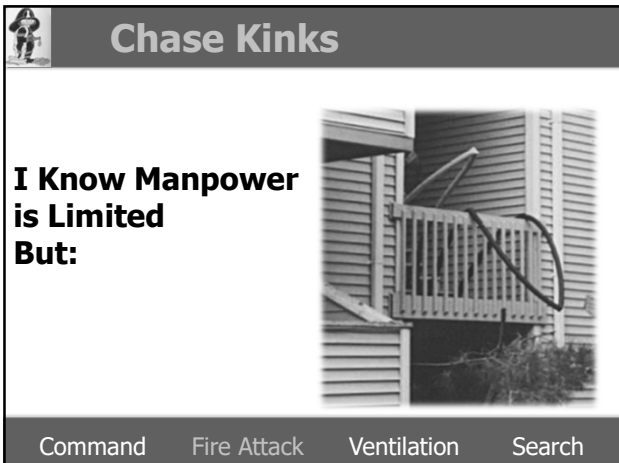 Chase Kinks
I Know Manpower
is Limited
But:
Command Fire Attack Ventilation Search